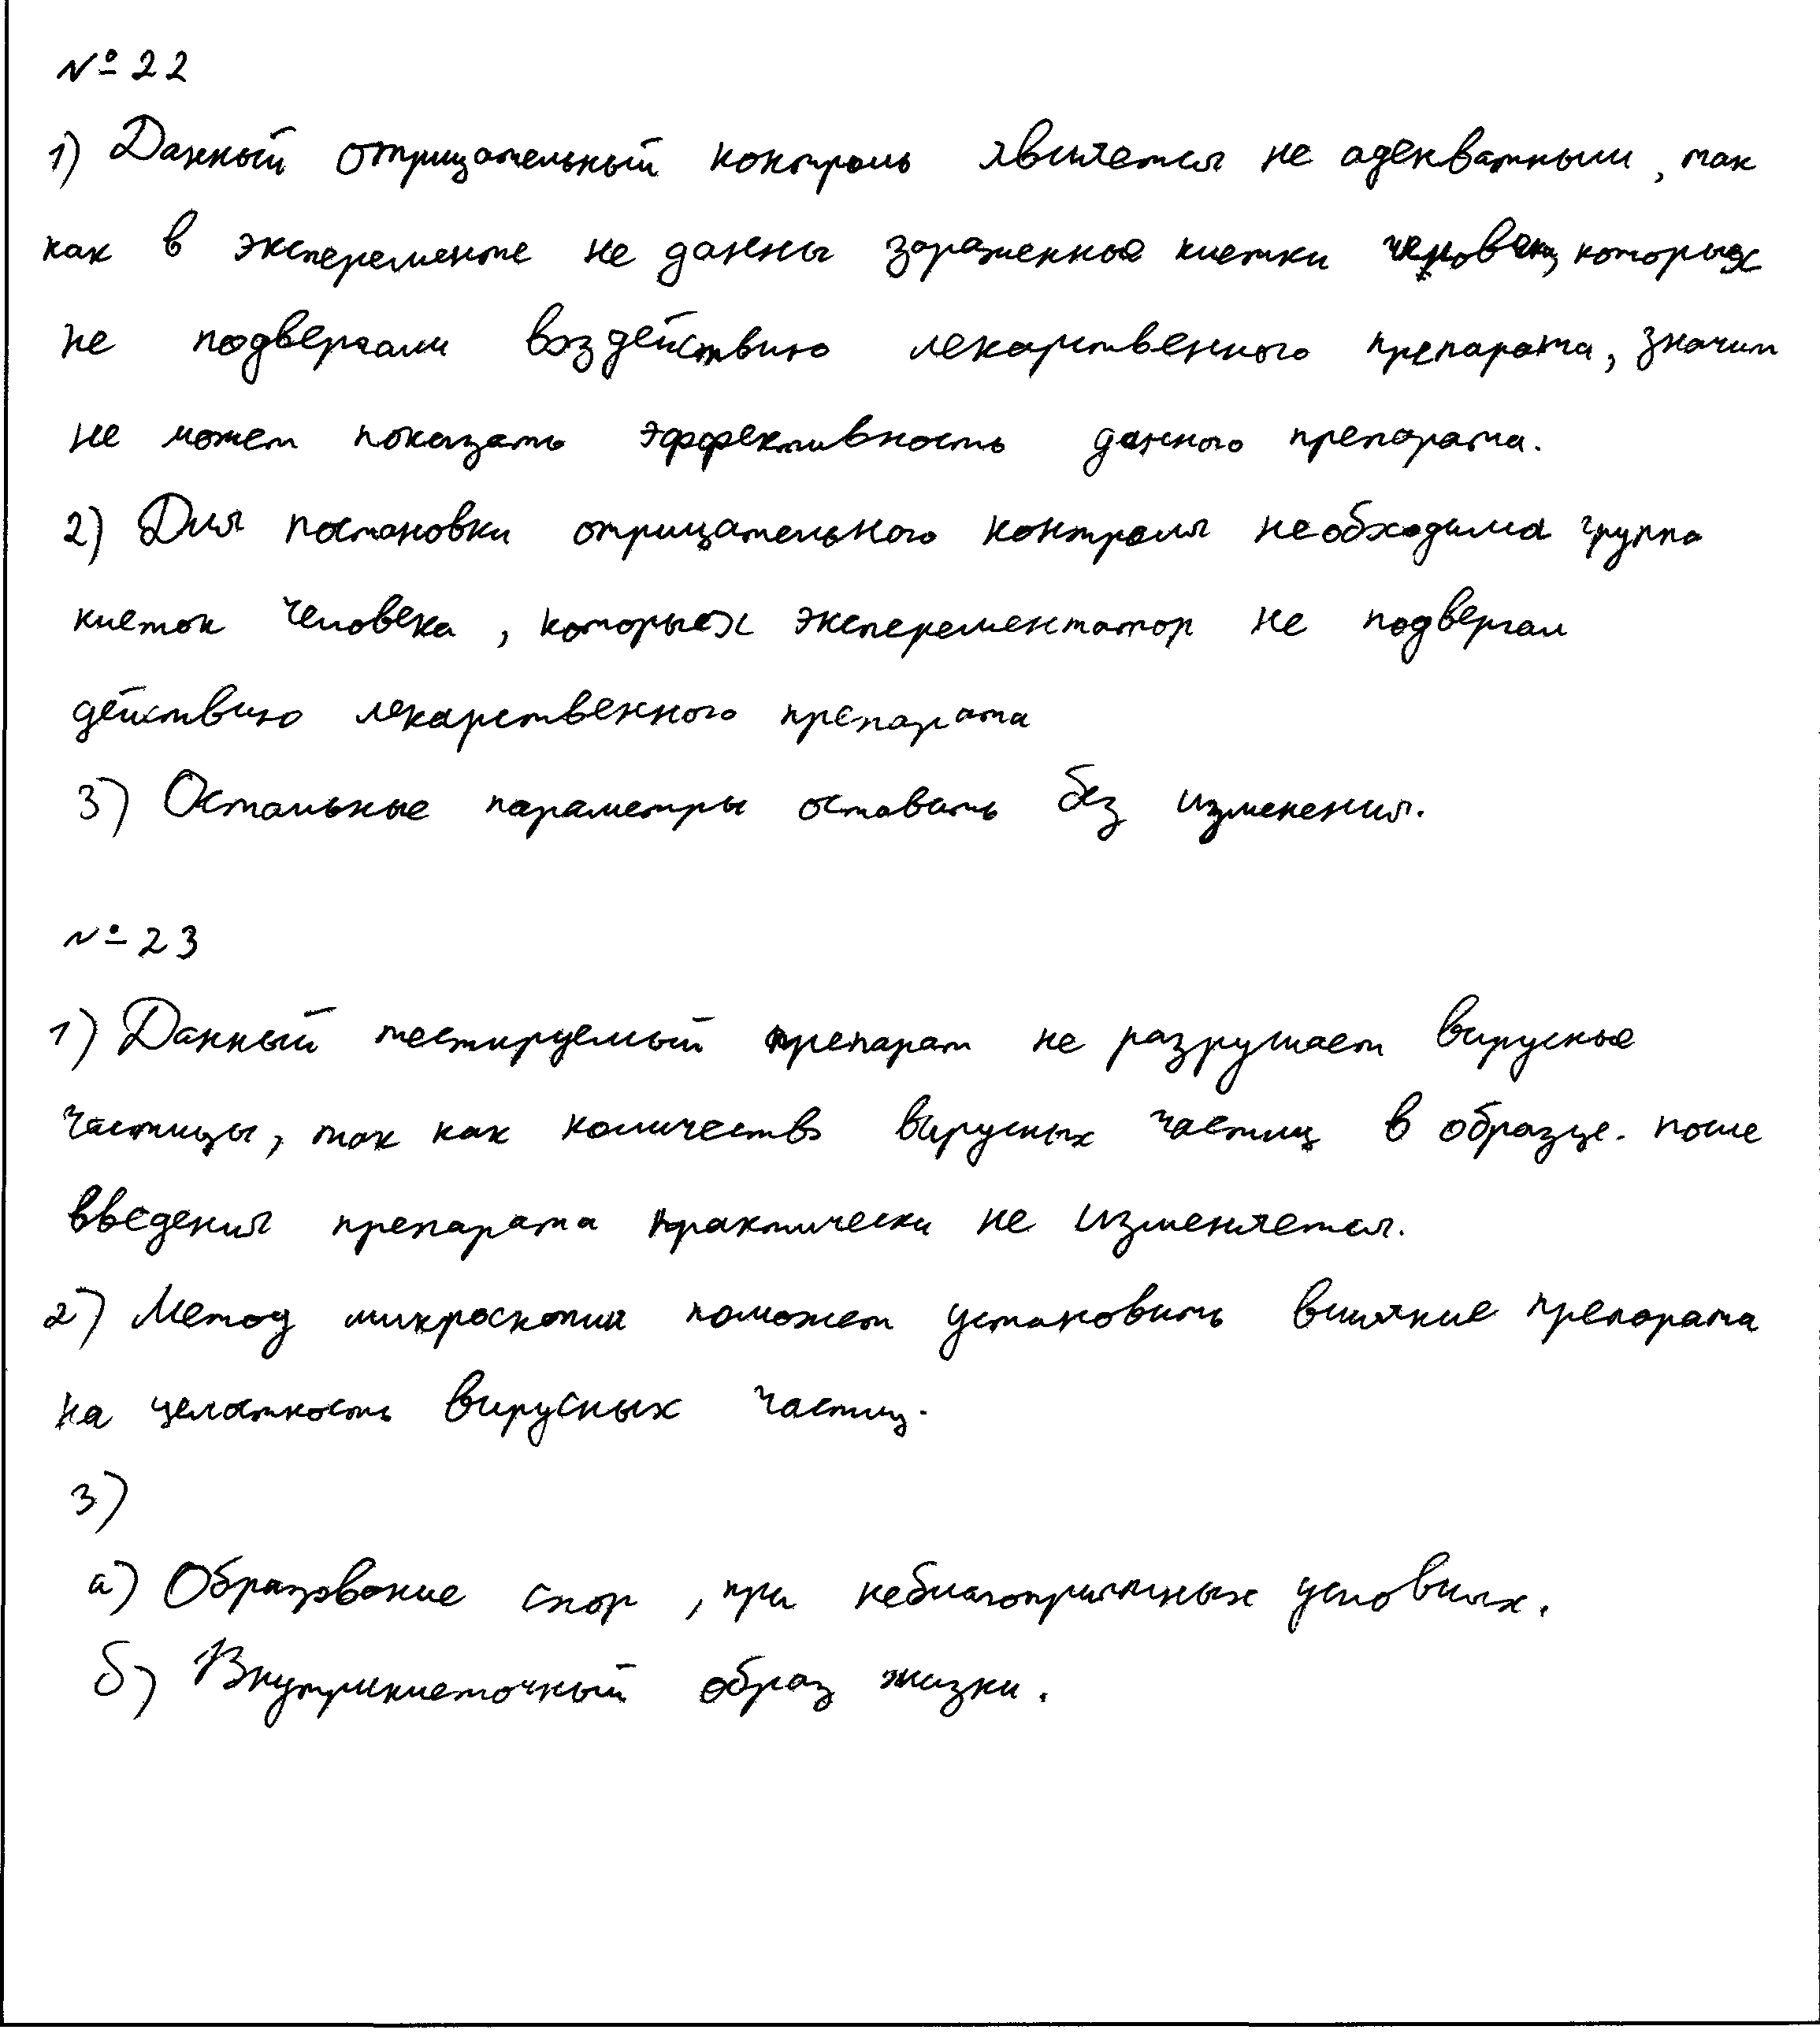 № 22
1) Данный отрицательный контроль является не адекватным, так
как в эксперементе не данны зараженные клетки человека, которых
не подвергали воздействию лекарственного препарата, значит
не может показать эффективность данного препарата.
2) Для постановки отрицательного контроля необходима группа
клеток человека, которых эксперементатор не подвергал
действию лекарственного препарата
3) Остальные параметры оставить без изменения.
№ 23
1) Данный тестируемый препарат не разрушает вирусные
частицы, так как количество вирусных частиц в образце. после
введения препарата практически не изменяется.
2) Метод микроскопии поможет установить влияние препарата
на целостность вирусных частиц.
3)
а) Образование спор, при неблагоприятных условиях.
б) Внутриклеточный образ жизни.